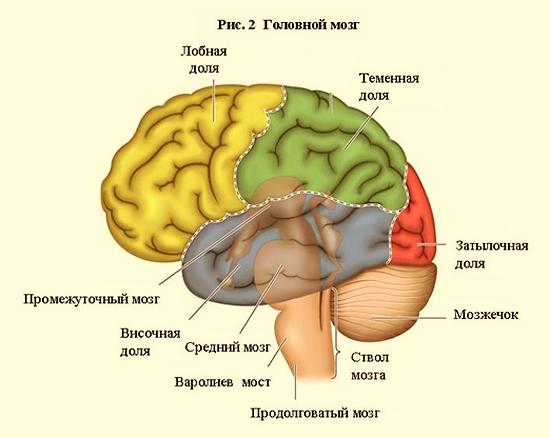 Рис. 2 Головной мозг
Лобная
доля
Теменная
доля
Затылочная
доля
Промежуточный мозг
Мозжечок
Височная
доля
Средний мозг
Ствол
мозга
Варолиев мост
Продолговатый мозг